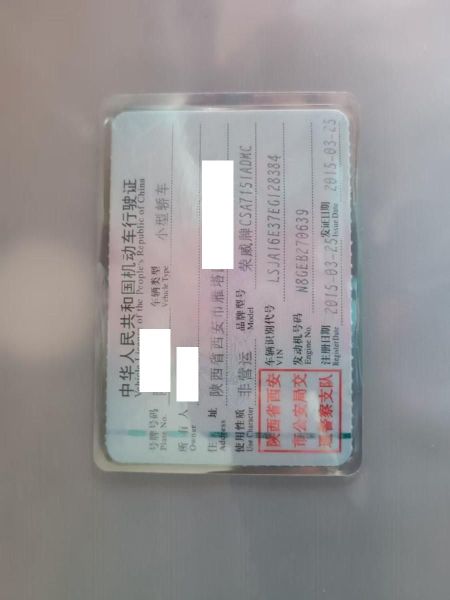 中华人民共和国机动车行驶证
of the People's Republic of China
号牌号码
Plate No.
车辆类型 小型轿车
Vehicle Type
所有人
Owner
住址 陕西省西安市雁塔
Address
使用性质 非营运
Use Character
品牌型号 荣威牌CSA7151ADMC
Model
车辆识别代号 LSJA16E37EG128384
VIN
发动机号码 N8GEB270639
Engine No.
注册日期 2015-03-25
Register Date
发证日期 2015-03-25
Issue Date
陕西省西安
市公安局交
通警察支队